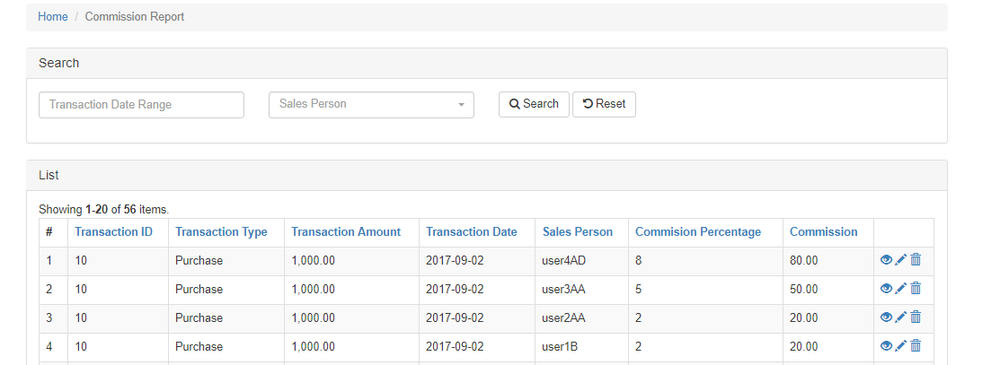 Home / Commission Report
Search
Transaction Date Range Sales Person Search Reset
List
Showing 1-20 of 56 items.
# Transaction ID Transaction Type Transaction Amount Transaction Date Sales Person Commision Percentage Commission
1 10 Purchase 1,000.00 2017-09-02 user4AD 8 80.00
2 10 Purchase 1,000.00 2017-09-02 user3AA 5 50.00
3 10 Purchase 1,000.00 2017-09-02 user2AA 2 20.00
4 10 Purchase 1,000.00 2017-09-02 user1B 2 20.00